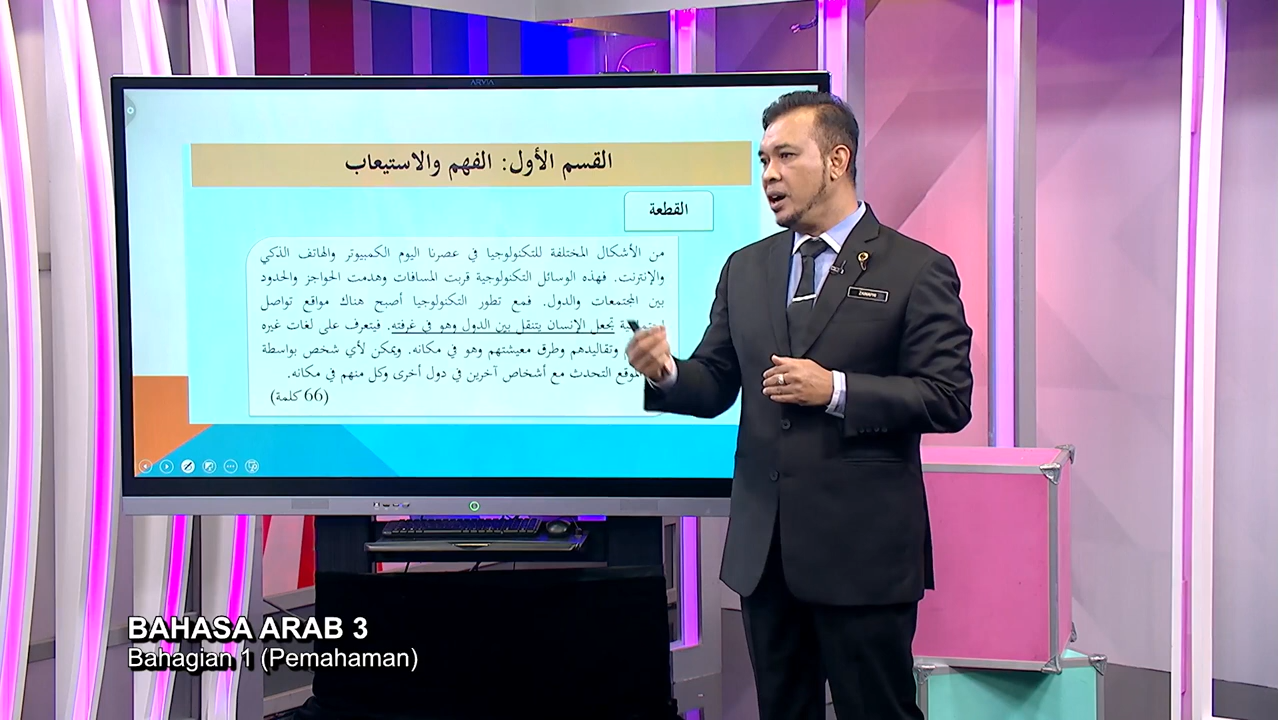 ARVIA
القسم الأول: الفهم والاستيعاب
القطعة
من الأشكال المختلفة للتكنولوجيا في عصرنا اليوم الكمبيوتر والهاتف الذكي
والإنترنت. فهذه الوسائل التكنولوجية قربت المسافات وهدمت الحواجز والحدود
بين المجتمعات والدول. فمع تطور التكنولوجيا أصبح هناك مواقع تواصل
تجعل الإنسان يتنقل بين الدول وهو في غرفته. فيتعرف على لغات غيره
وتقاليدهم وطرق معيشتهم وهو في مكانه. ويمكن لأي شخص بواسطة
الموقع التحدث مع أشخاص آخرين في دول أخرى وكل منهم في مكانه.
(66 كلمة)
BAHASA ARAB 3
Bahagian 1 (Pemahaman)